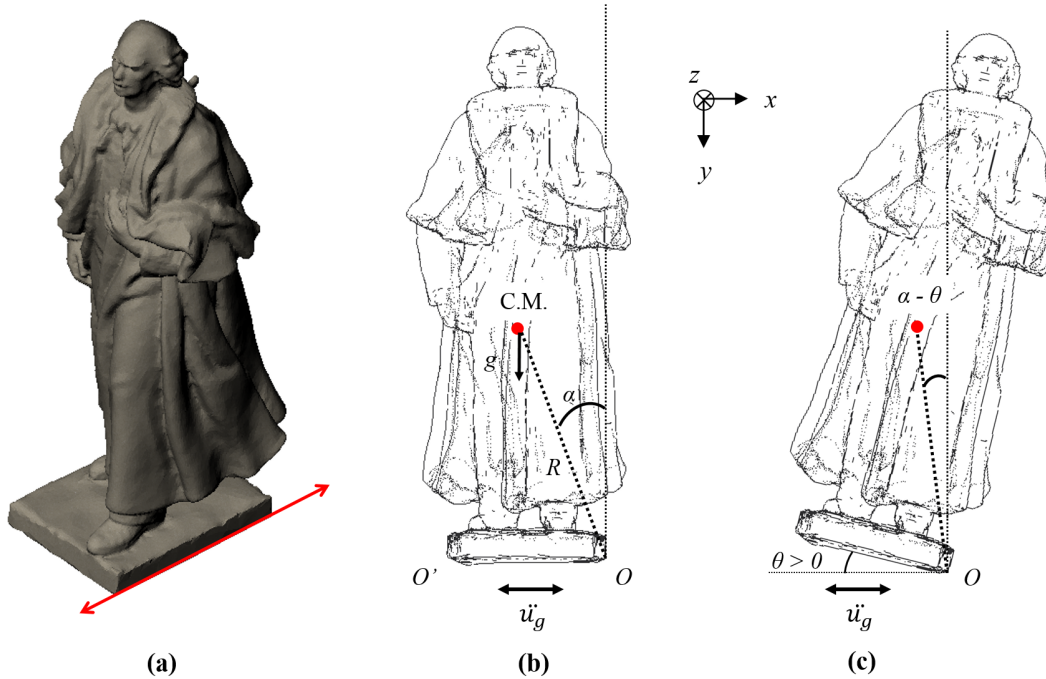 z
x
y
C.M.
g
α
R
O'
O
ü_g
α - θ
θ > 0
O
ü_g
(a)
(b)
(c)